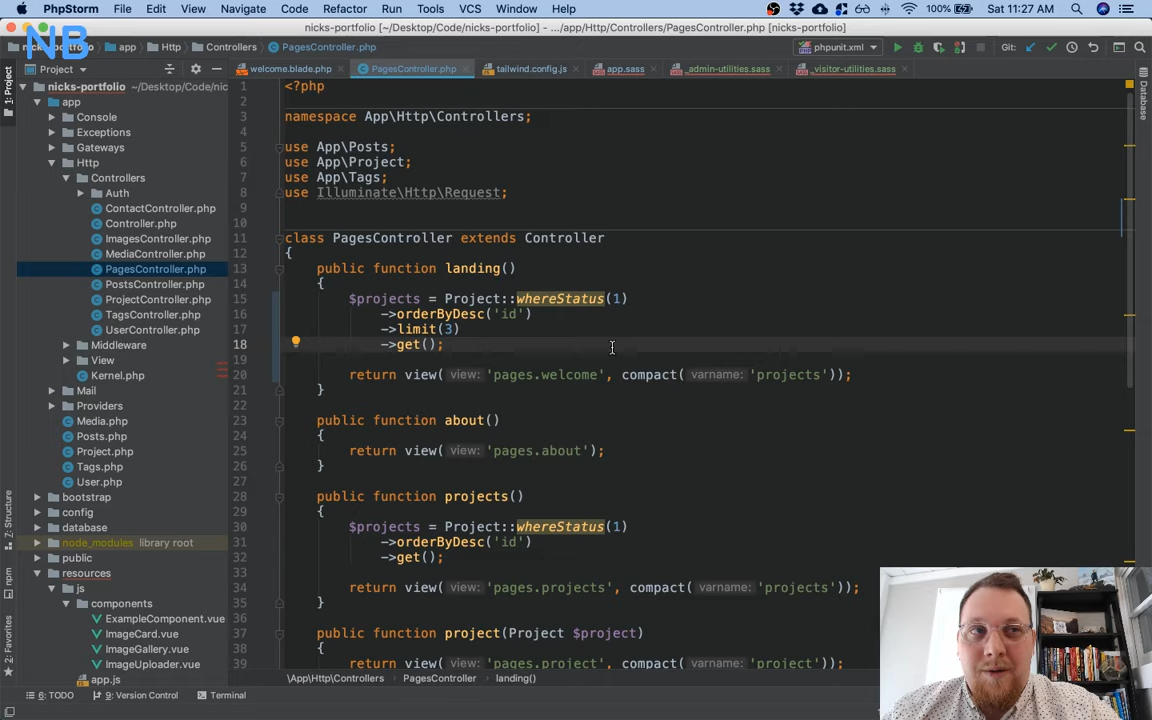 PhpStorm File Edit View Navigate Code Refactor Run Tools VCS Window Help 100% Sat 11:27 AM
nicks-portfolio [~/Desktop/Code/nicks-portfolio] - .../app/Http/Controllers/PagesController.php [nicks-portfolio]
NB
nicks-portfolio app Http Controllers PagesController.php phpunit.xml Git:
Project welcome.blade.php PagesController.php tailwind.config.js app.sass _admin-utilities.sass _visitor-utilities.sass
1: Project
Z: Structure
npm
2: Favorites
Database
nicks-portfolio ~/Desktop/Code/nic
app
Console
Exceptions
Gateways
Http
Controllers
Auth
ContactController.php
Controller.php
ImagesController.php
MediaController.php
PagesController.php
PostsController.php
ProjectController.php
TagsController.php
UserController.php
Middleware
View
Kernel.php
Mail
Providers
Media.php
Posts.php
Project.php
Tags.php
User.php
bootstrap
config
database
node_modules library root
public
resources
js
components
ExampleComponent.vue
ImageCard.vue
ImageGallery.vue
ImageUploader.vue
app.js
1 <?php
2
3 namespace App\Http\Controllers;
4
5 use App\Posts;
6 use App\Project;
7 use App\Tags;
8 use Illuminate\Http\Request;
9
10
11 class PagesController extends Controller
12 {
13 public function landing()
14 {
15 $projects = Project::whereStatus(1)
16 ->orderByDesc('id')
17 ->limit(3)
18 ->get();
19
20 return view( view: 'pages.welcome', compact( varname: 'projects'));
21 }
22
23 public function about()
24 {
25 return view( view: 'pages.about');
26 }
27
28 public function projects()
29 {
30 $projects = Project::whereStatus(1)
31 ->orderByDesc('id')
32 ->get();
33
34 return view( view: 'pages.projects', compact( varname: 'projects'));
35 }
36
37 public function project(Project $project)
38 {
39 return view( view: 'pages.project', compact( varname: 'project'));
\App\Http\Controllers PagesController landing()
6: TODO 9: Version Control Terminal